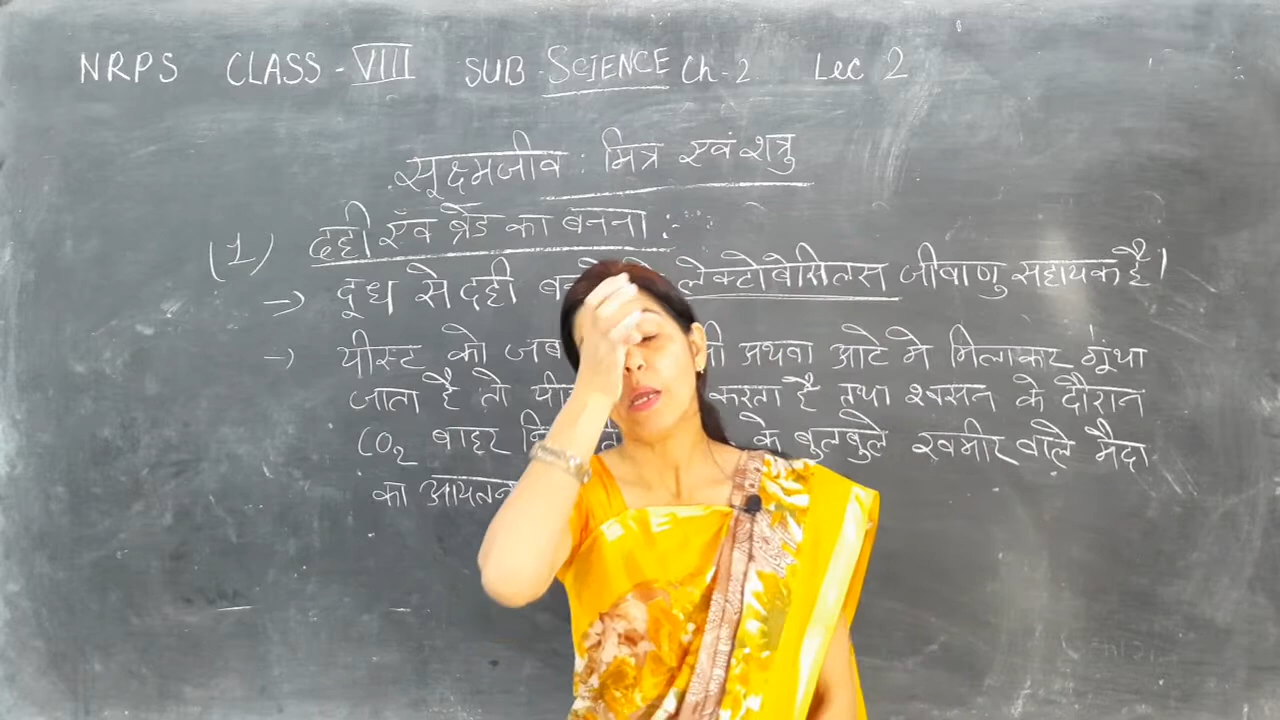 NRPS CLASS - VIII SUB - SCIENCE Ch-2 Lec 2
सूक्ष्मजीव : मित्र एवं शत्रु
(1) दही एवं ब्रेड का बनना :-
→ दूध से दही लेक्टोबेसिलस जीवाणु सहायक है।
→ यीस्ट को जब अथवा आटे मे मिलाकर गूंथा
जाता है तो करता है तथा श्वसन के दौरान
CO2 बाहर के बुलबुले खमीर वाले मैदा
का आयतन